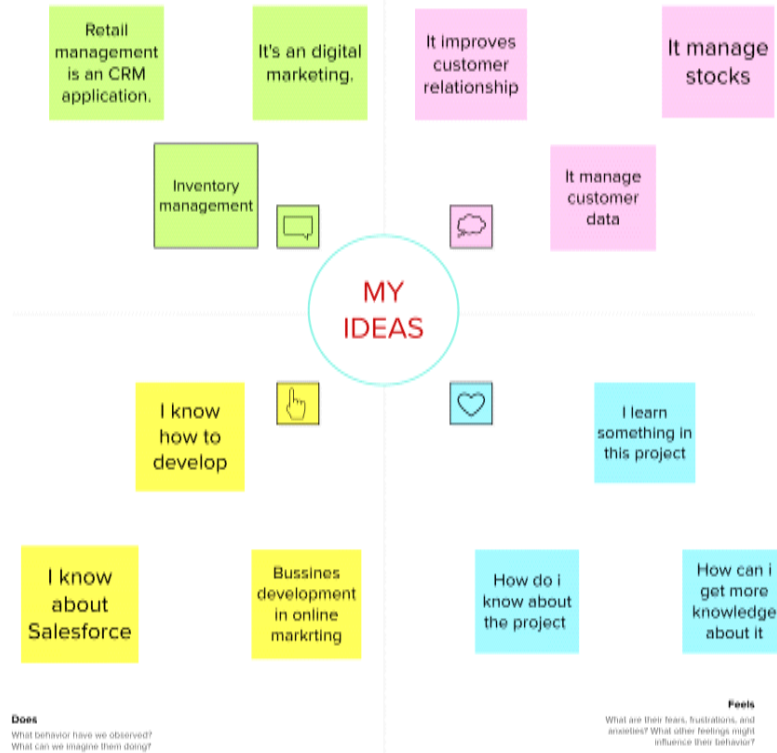 Retail
management
is an CRM
application.
It's an digital
marketing.
It improves
customer
relationship
It manage
stocks
Inventory
management
It manage
customer
data
MY
IDEAS
I know
how to
develop
I learn
something in
this project
I know
about
Salesforce
Bussines
development
in online
markrting
How do i
know about
the project
How can i
get more
knowledge
about it
Does
What behavior have we observed?
What can we imagine them doing?
Feels
What are their fears, frustrations, and
anxieties? What other feelings might
influence their behavior?